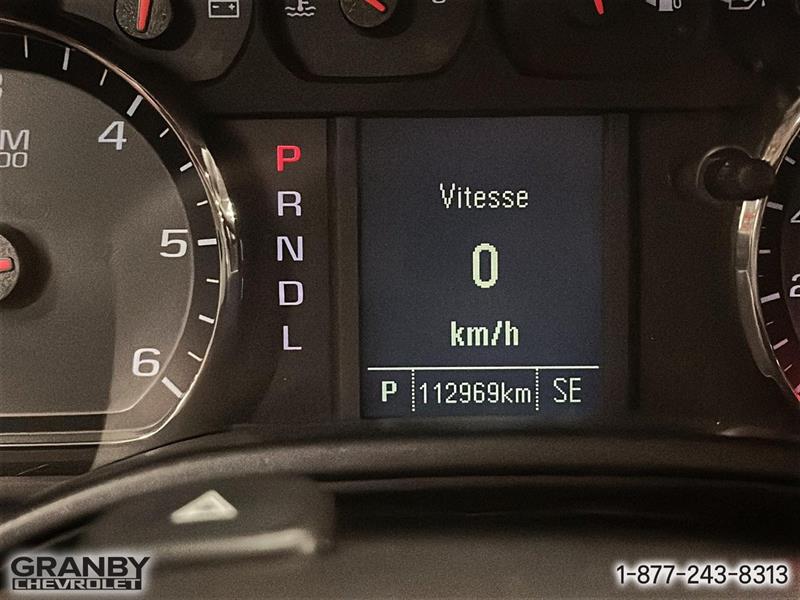 4
5
6
P
R
N
D
L
Vitesse
0
km/h
P 112969km SE
GRANBY
CHEVROLET
1-877-243-8313